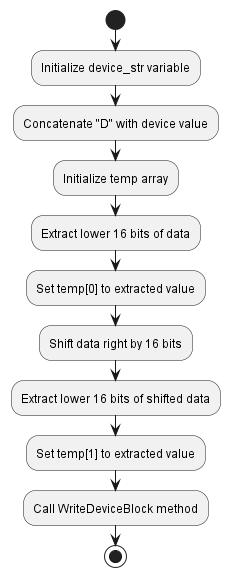 Initialize device_str variable
Concatenate "D" with device value
Initialize temp array
Extract lower 16 bits of data
Set temp[0] to extracted value
Shift data right by 16 bits
Extract lower 16 bits of shifted data
Set temp[1] to extracted value
Call WriteDeviceBlock method